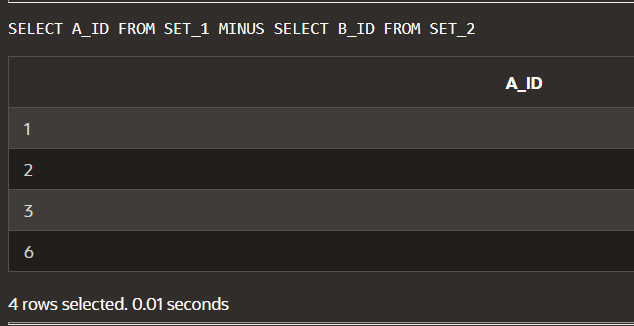 SELECT A_ID FROM SET_1 MINUS SELECT B_ID FROM SET_2
A_ID
1
2
3
6
4 rows selected. 0.01 seconds